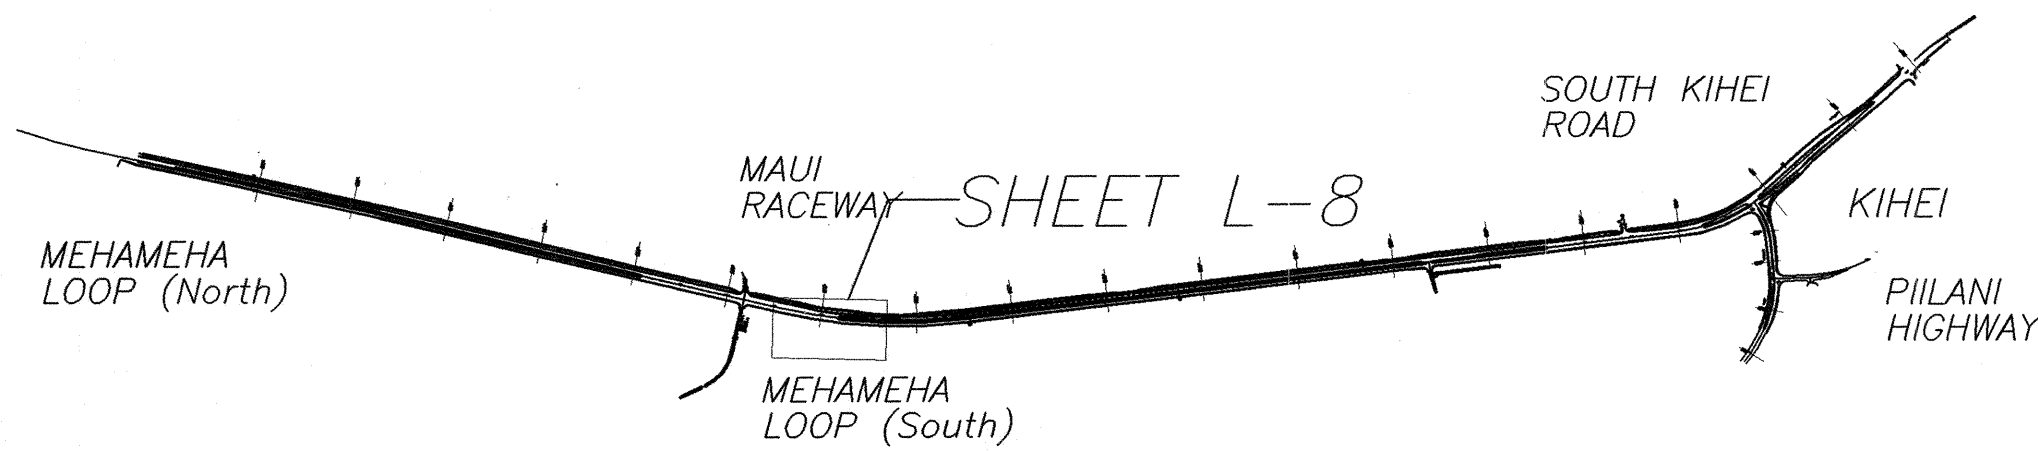 SOUTH KIHEI
ROAD
MAUI
RACEWAY
SHEET L-8
KIHEI
MEHAMEHA
LOOP (North)
PIILANI
HIGHWAY
MEHAMEHA
LOOP (South)